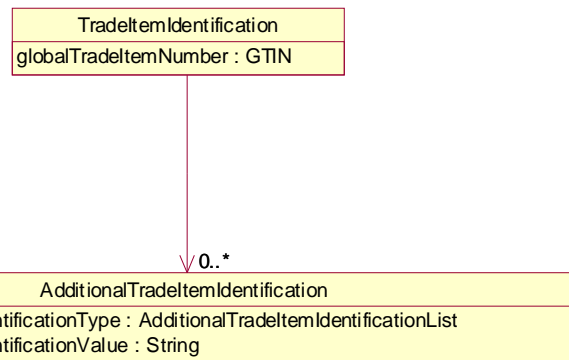 TradeItemIdentification
globalTradeItemNumber : GTIN
0..*
AdditionalTradeItemIdentification
ntificationType : AdditionalTradeItemIdentificationList
ntificationValue : String